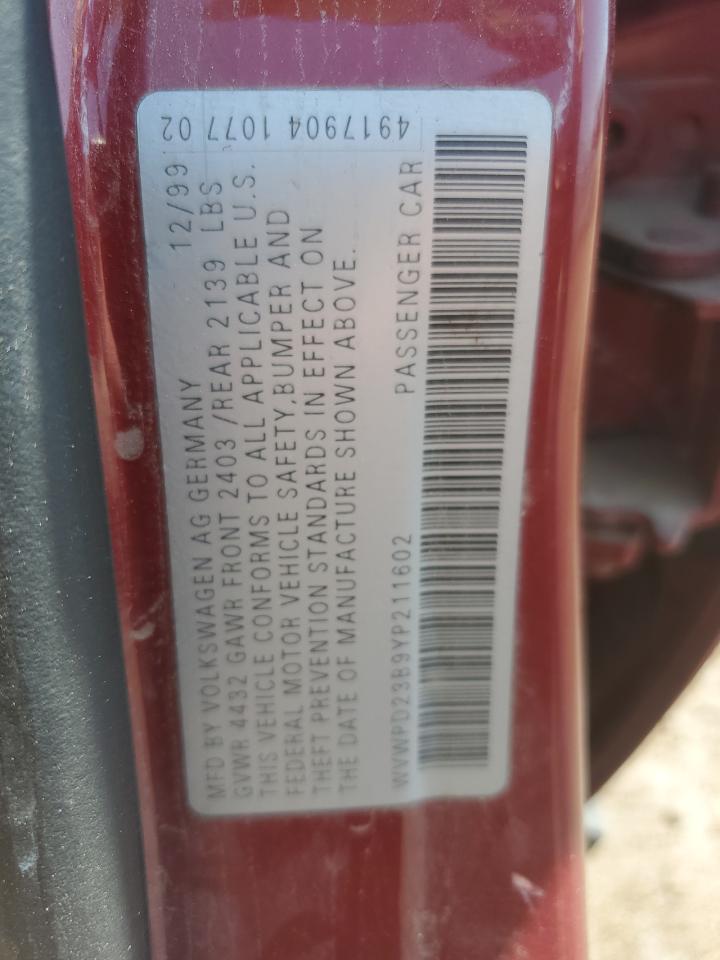 MFD BY VOLKSWAGEN AG GERMANY 12/99
GVWR 4432 GAWR FRONT 2403 /REAR 2139 LBS
THIS VEHICLE CONFORMS TO ALL APPLICABLE U.S.
FEDERAL MOTOR VEHICLE SAFETY,BUMPER AND
THEFT PREVENTION STANDARDS IN EFFECT ON
THE DATE OF MANUFACTURE SHOWN ABOVE.
WVWPD23B9YP211602 PASSENGER CAR
4917904 1077 02